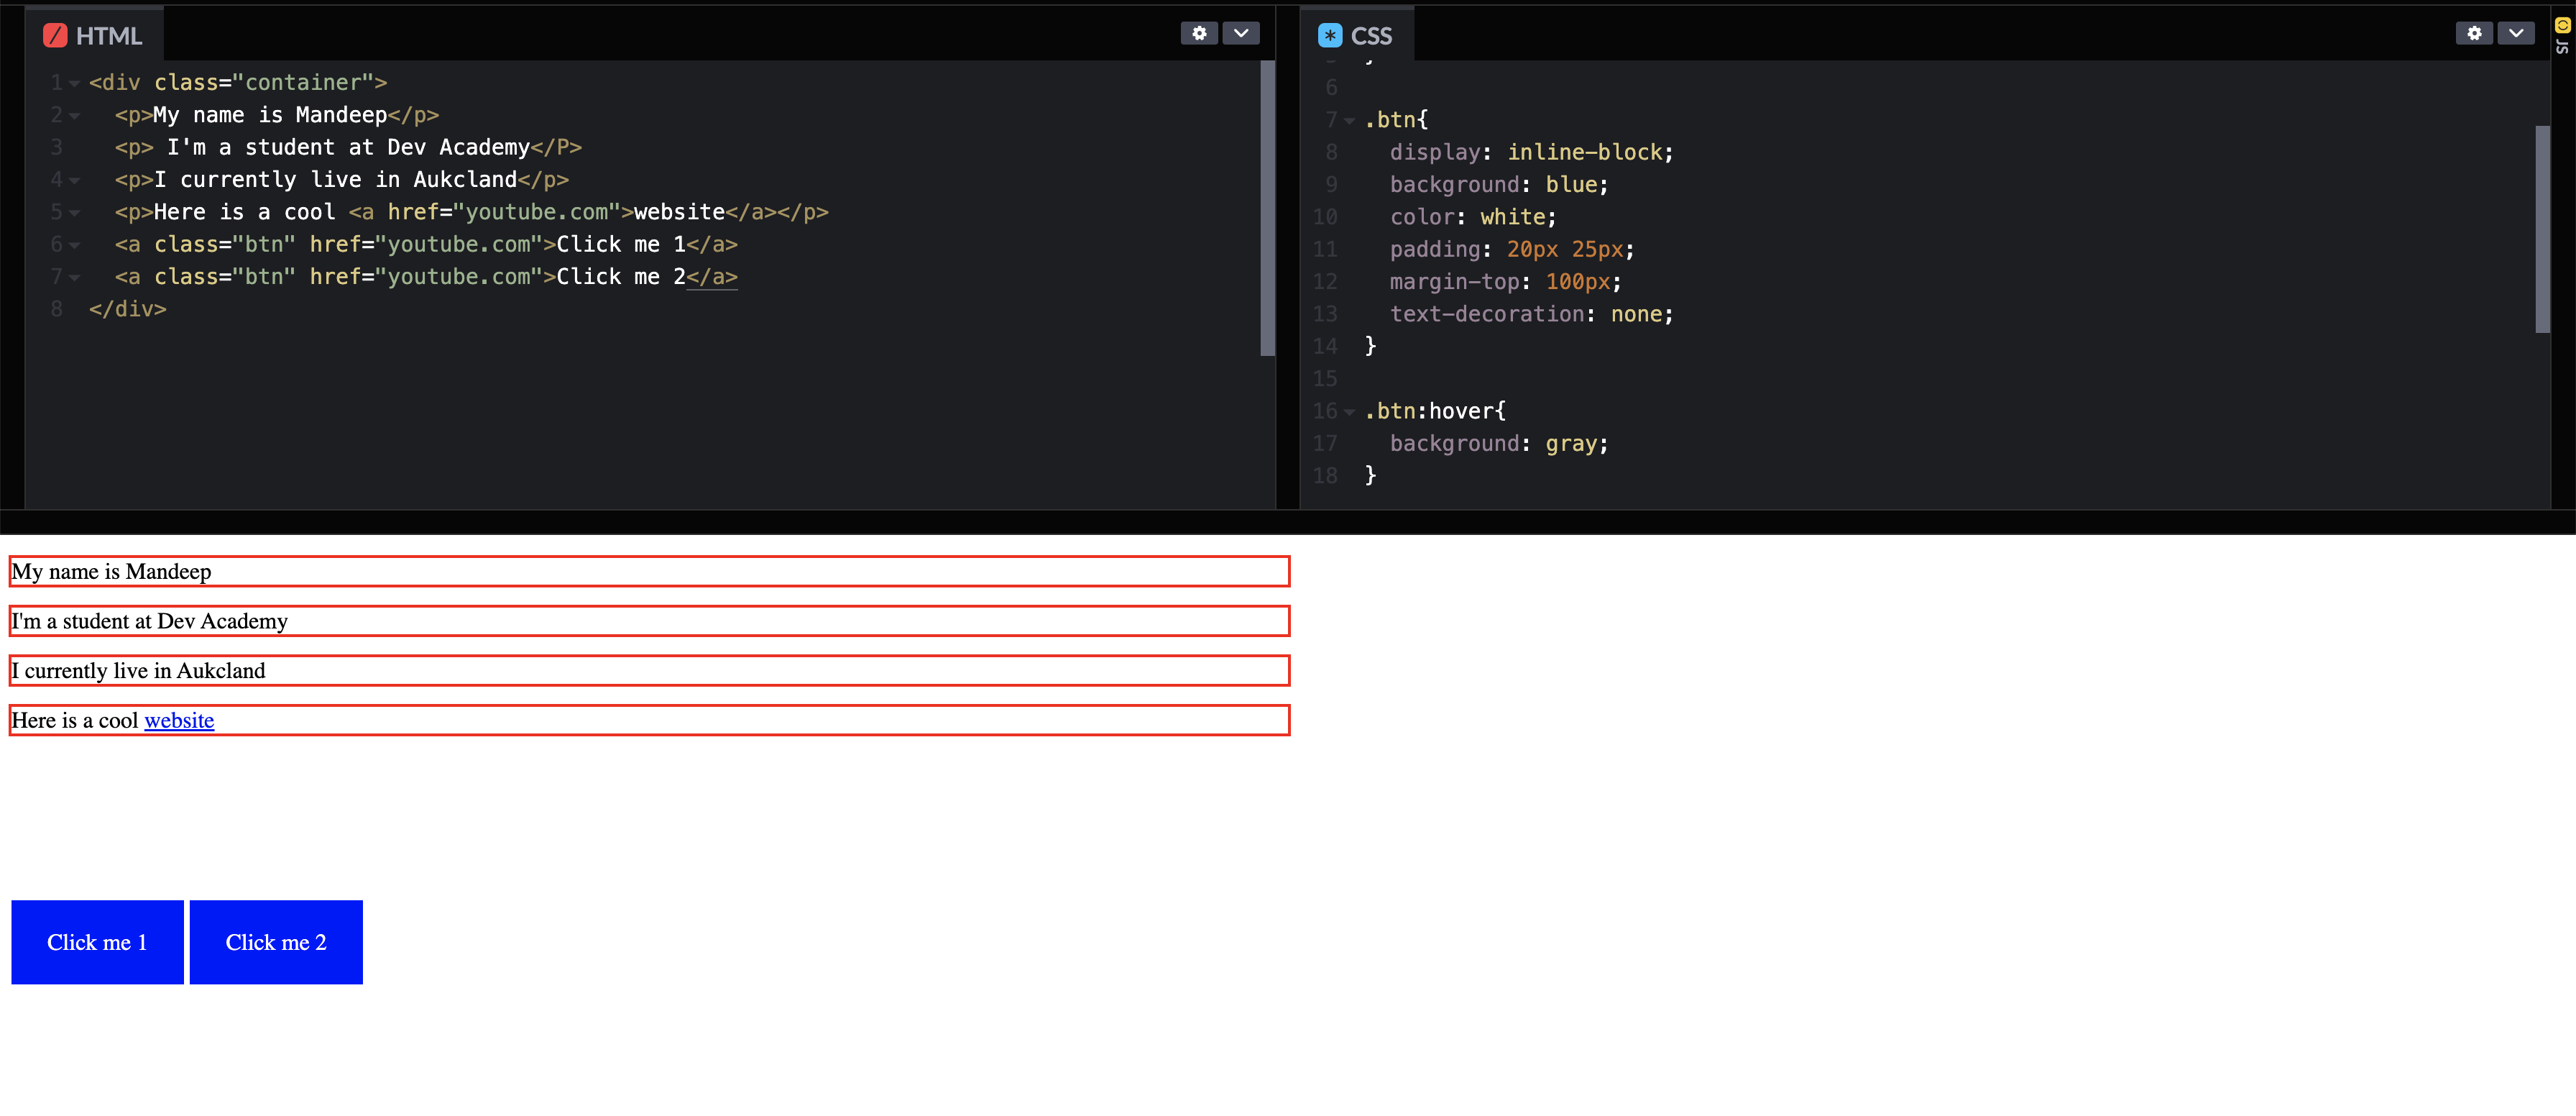 HTML
1 <div class="container">
2 <p>My name is Mandeep</p>
3 <p> I'm a student at Dev Academy</P>
4 <p>I currently live in Aukcland</p>
5 <p>Here is a cool <a href="youtube.com">website</a></p>
6 <a class="btn" href="youtube.com">Click me 1</a>
7 <a class="btn" href="youtube.com">Click me 2</a>
8 </div>
CSS
6
7 .btn{
8 display: inline-block;
9 background: blue;
10 color: white;
11 padding: 20px 25px;
12 margin-top: 100px;
13 text-decoration: none;
14 }
15
16 .btn:hover{
17 background: gray;
18 }
JS
My name is Mandeep
I'm a student at Dev Academy
I currently live in Aukcland
Here is a cool website
Click me 1 Click me 2